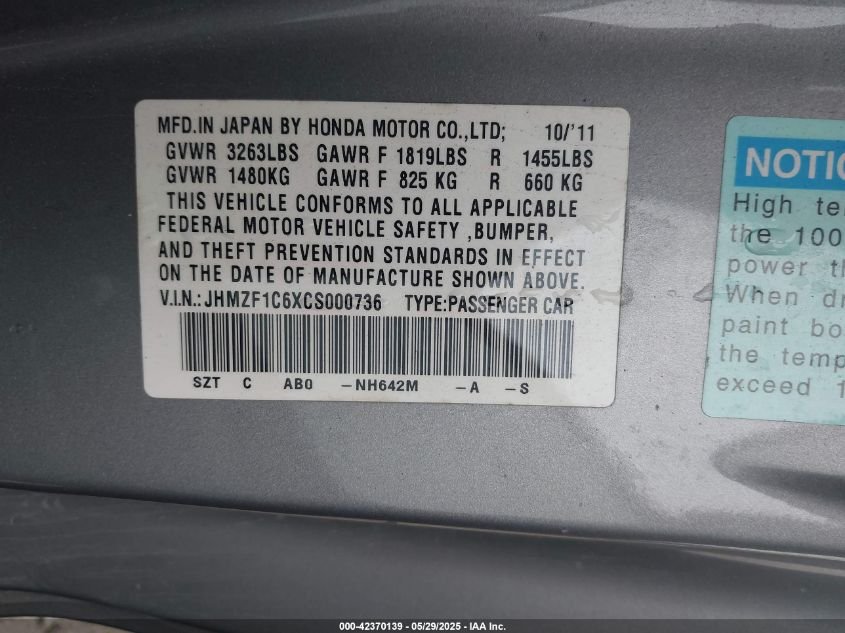 MFD.IN JAPAN BY HONDA MOTOR CO.,LTD; 10/'11
GVWR 3263LBS GAWR F 1819LBS R 1455LBS
GVWR 1480KG GAWR F 825 KG R 660 KG
THIS VEHICLE CONFORMS TO ALL APPLICABLE
FEDERAL MOTOR VEHICLE SAFETY ,BUMPER,
AND THEFT PREVENTION STANDARDS IN EFFECT
ON THE DATE OF MANUFACTURE SHOWN ABOVE.
V.I.N.:JHMZF1C6XCS000736 TYPE:PASSENGER CAR
SZT C AB0 -NH642M -A -S
NOTIC
High te
the 100
power th
When dr
paint bo
the temp
exceed 1
000-42370139 - 05/29/2025 - IAA Inc.